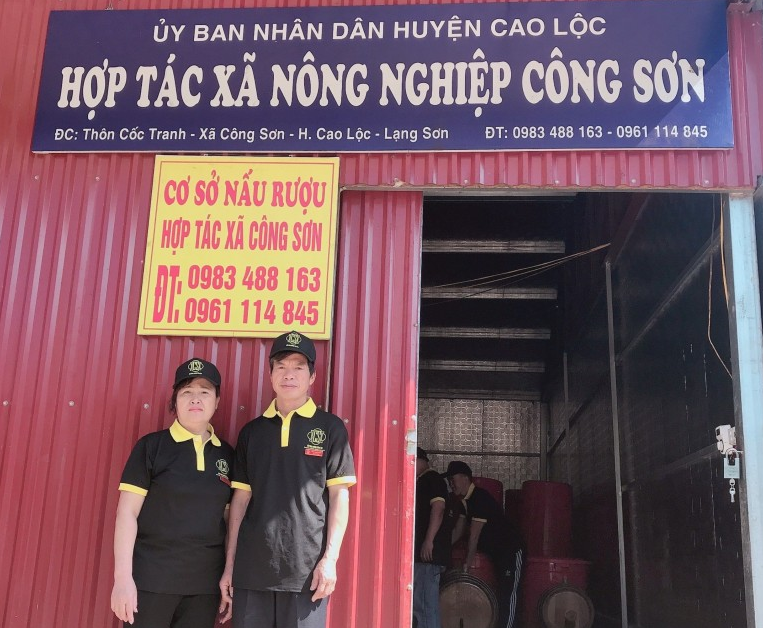 ỦY BAN NHÂN DÂN HUYỆN CAO LỘC
HỢP TÁC XÃ NÔNG NGHIỆP CÔNG SƠN
ĐC: Thôn Cốc Tranh - Xã Công Sơn - H. Cao Lộc - Lạng Sơn ĐT: 0983 488 163 - 0961 114 845
CƠ SỞ NẤU RƯỢU
HỢP TÁC XÃ CÔNG SƠN
ĐT: 0983 488 163
0961 114 845